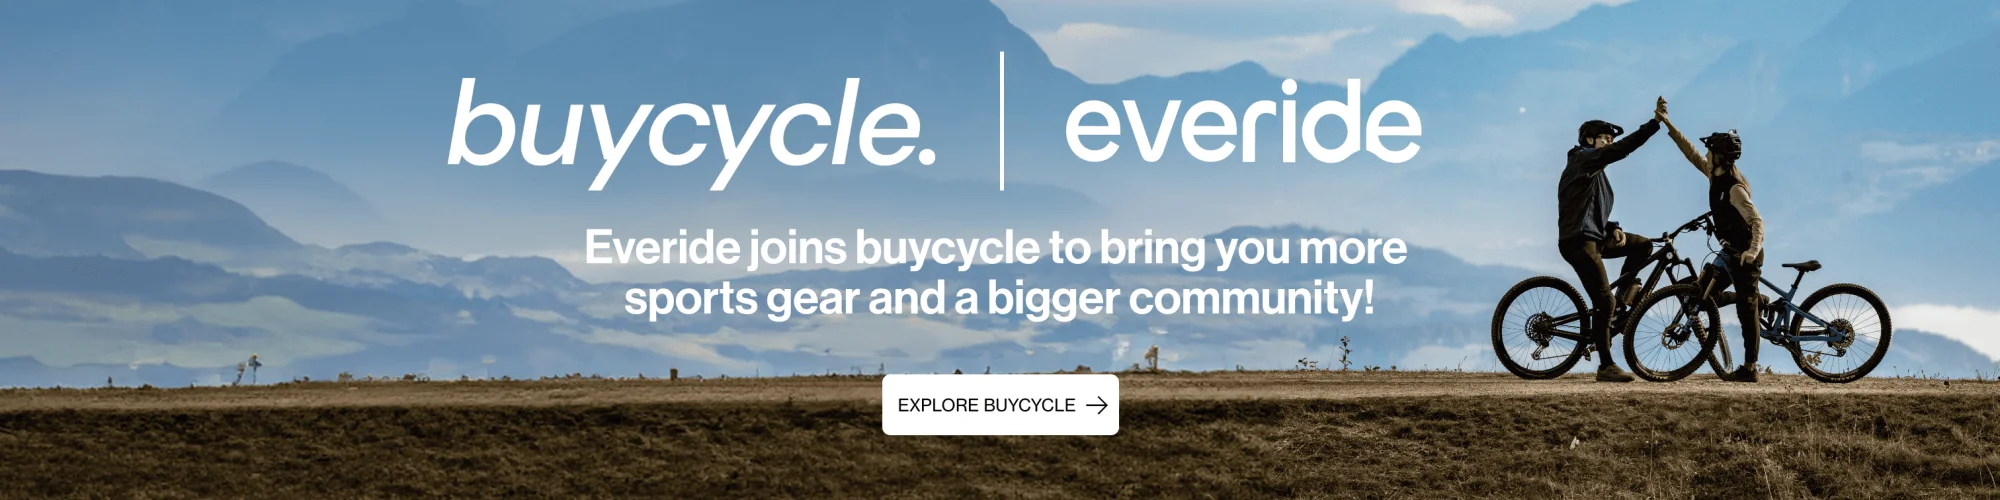 buycycle. | everide
Everide joins buycycle to bring you more
sports gear and a bigger community!
EXPLORE BUYCYCLE →